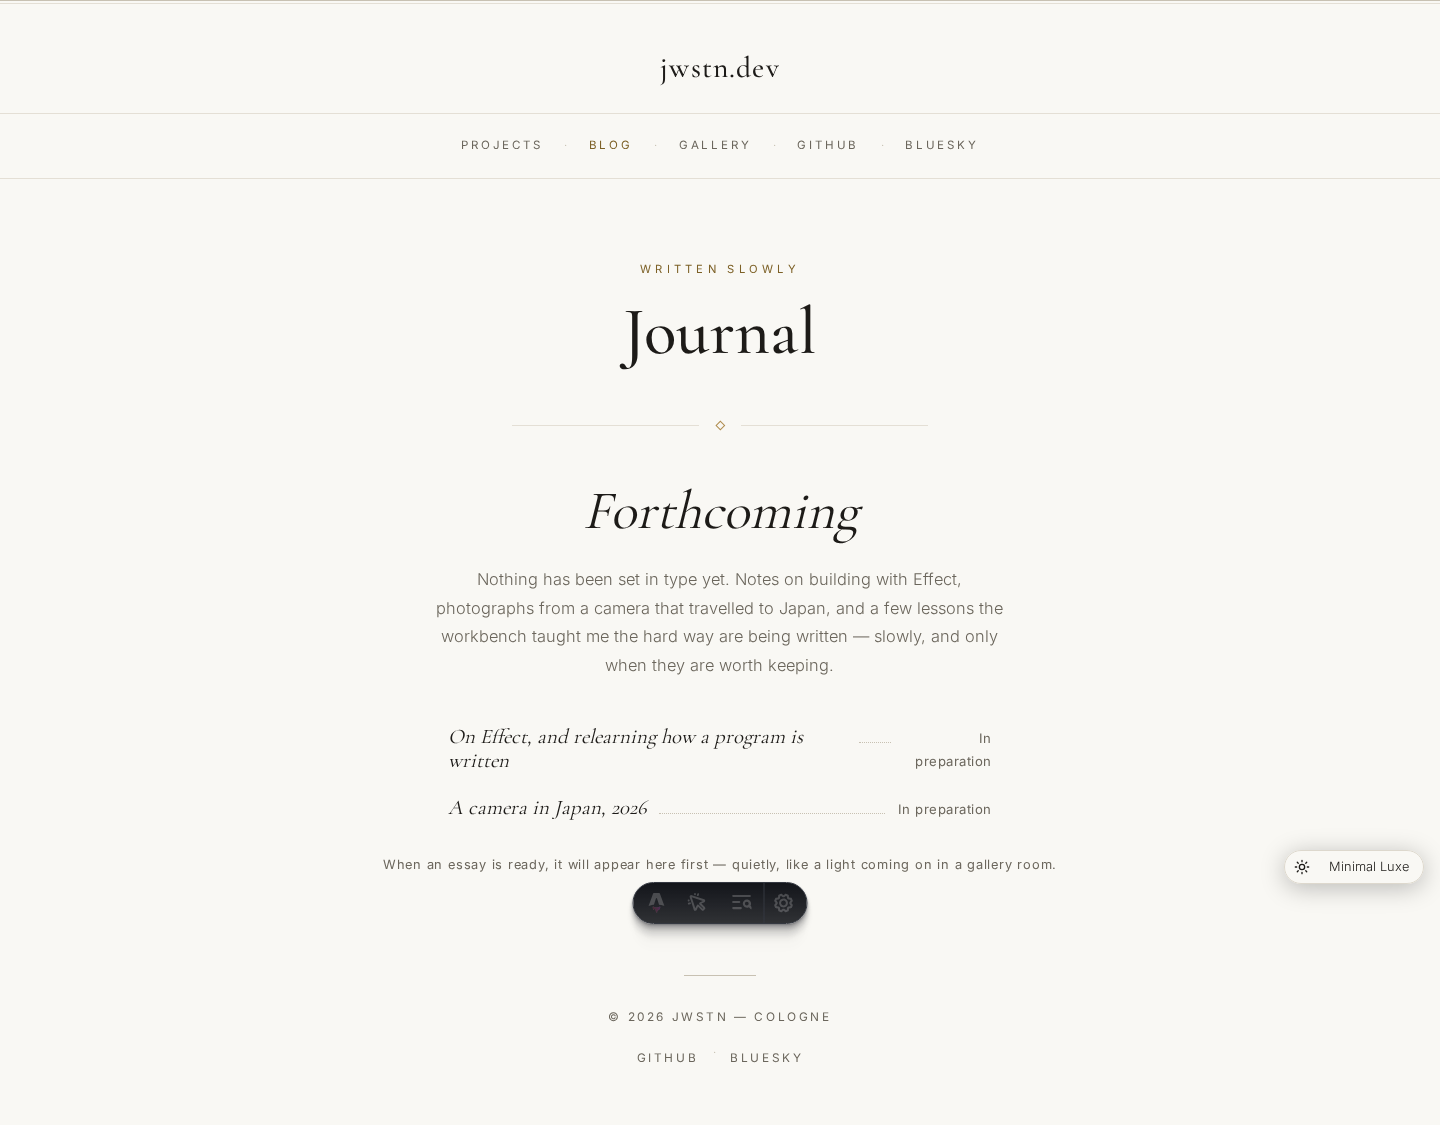 jwstn.dev
PROJECTS · BLOG · GALLERY · GITHUB · BLUESKY
WRITTEN SLOWLY
Journal
Forthcoming
Nothing has been set in type yet. Notes on building with Effect,
photographs from a camera that travelled to Japan, and a few lessons the
workbench taught me the hard way are being written — slowly, and only
when they are worth keeping.
On Effect, and relearning how a program is
written
In
preparation
A camera in Japan, 2026 In preparation
When an essay is ready, it will appear here first — quietly, like a light coming on in a gallery room.
Minimal Luxe
© 2026 JWSTN — COLOGNE
GITHUB · BLUESKY